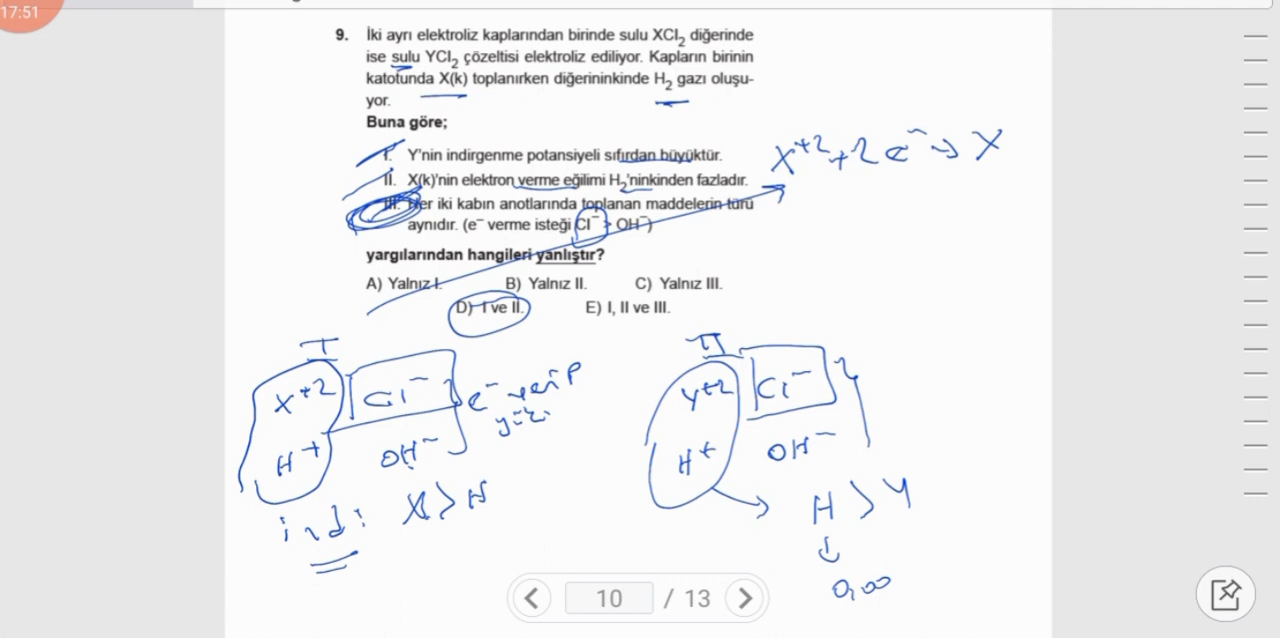 17:51
9. İki ayrı elektroliz kaplarından birinde sulu XCl₂ diğerinde
ise sulu YCl₂ çözeltisi elektroliz ediliyor. Kapların birinin
katotunda X(k) toplanırken diğerininkinde H₂ gazı oluşu-
yor.
Buna göre;
I. Y'nin indirgenme potansiyeli sıfırdan büyüktür.
II. X(k)'nin elektron verme eğilimi H₂'ninkinden fazladır.
III. Her iki kabın anotlarında toplanan maddelerin türü
aynıdır. (e⁻ verme isteği Cl⁻ > OH⁻)
yargılarından hangileri yanlıştır?
A) Yalnız I. B) Yalnız II. C) Yalnız III.
D) I ve II. E) I, II ve III.
X⁺² + 2e⁻ → X
I
X⁺² Cl⁻ e⁻ verip
yükü
H⁺ OH⁻
indi X > H
II
Y⁺² Cl⁻ 2
H⁺ OH⁻
H > Y
0,00
10 / 13